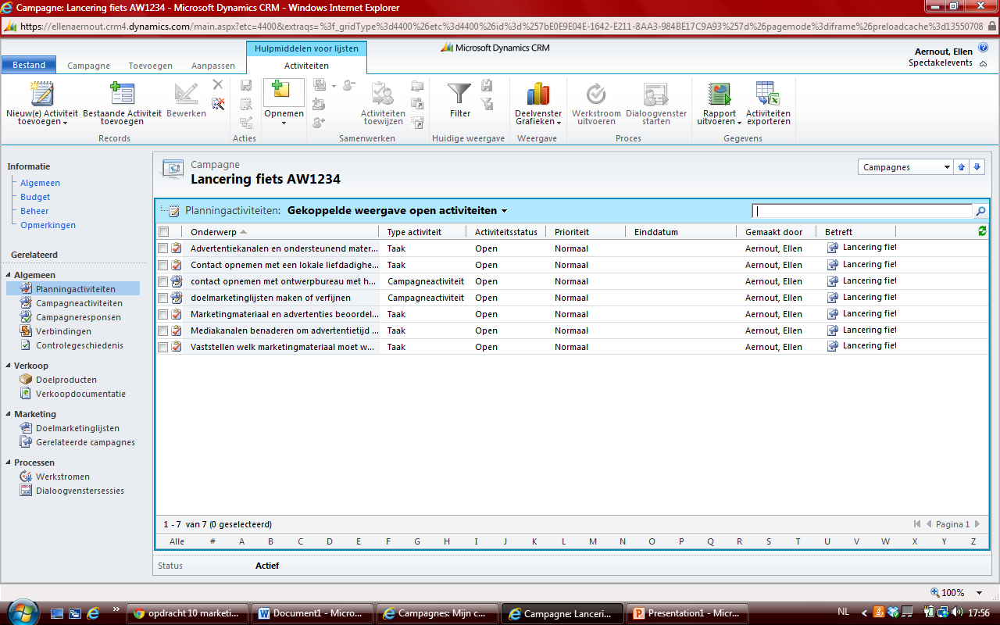 Campagne: Lancering fiets AW1234 - Microsoft Dynamics CRM - Windows Internet Explorer
https://ellenaernout.crm4.dynamics.com/main.aspx?etc=4400&extraqs=%3f_gridType%3d4400%26etc%3d4400%26id%3d%257bE0E9E04E-1642-E211-8AA3-984BE17C9A93%257d%26pagemode%3diframe%26preloadcache%3d13550708
Hulpmiddelen voor lijsten
Microsoft Dynamics CRM
Aernout, Ellen
Spectakelevents
Bestand Campagne Toevoegen Aanpassen Activiteiten
Nieuw(e) Activiteit toevoegen
Bestaande Activiteit toevoegen
Bewerken
Opnemen
Activiteiten toewijzen
Filter
Deelvenster Grafieken
Werkstroom uitvoeren
Dialoogvenster starten
Rapport uitvoeren
Activiteiten exporteren
Records Acties Samenwerken Huidige weergave Weergave Proces Gegevens
Informatie
Algemeen
Budget
Beheer
Opmerkingen
Gerelateerd
Algemeen
Planningactiviteiten
Campagneactiviteiten
Campagneresponsen
Verbindingen
Controlegeschiedenis
Verkoop
Doelproducten
Verkoopdocumentatie
Marketing
Doelmarketinglijsten
Gerelateerde campagnes
Processen
Werkstromen
Dialoogvenstersessies
Campagne
Lancering fiets AW1234
Campagnes
Planningactiviteiten: Gekoppelde weergave open activiteiten
Onderwerp Type activiteit Activiteitsstatus Prioriteit Einddatum Gemaakt door Betreft
Advertentiekanalen en ondersteunend mater... Taak Open Normaal Aernout, Ellen Lancering fiet
Contact opnemen met een lokale liefdadighe... Taak Open Normaal Aernout, Ellen Lancering fiet
contact opnemen met ontwerpbureau met h... Campagneactiviteit Open Normaal Aernout, Ellen Lancering fiet
doelmarketinglijsten maken of verfijnen Campagneactiviteit Open Normaal Aernout, Ellen Lancering fiet
Marketingmateriaal en advertenties beoordel... Taak Open Normaal Aernout, Ellen Lancering fiet
Mediakanalen benaderen om advertentietijd ... Taak Open Normaal Aernout, Ellen Lancering fiet
Vaststellen welk marketingmateriaal moet w... Taak Open Normaal Aernout, Ellen Lancering fiet
1 - 7 van 7 (0 geselecteerd)
Pagina 1
Alle # A B C D E F G H I J K L M N O P Q R S T U V W X Y Z
Status Actief
100%
opdracht 10 marketi...
Document1 - Micros...
Campagnes: Mijn c...
Campagne: Lanceri...
Presentation1 - Micr...
NL
17:56